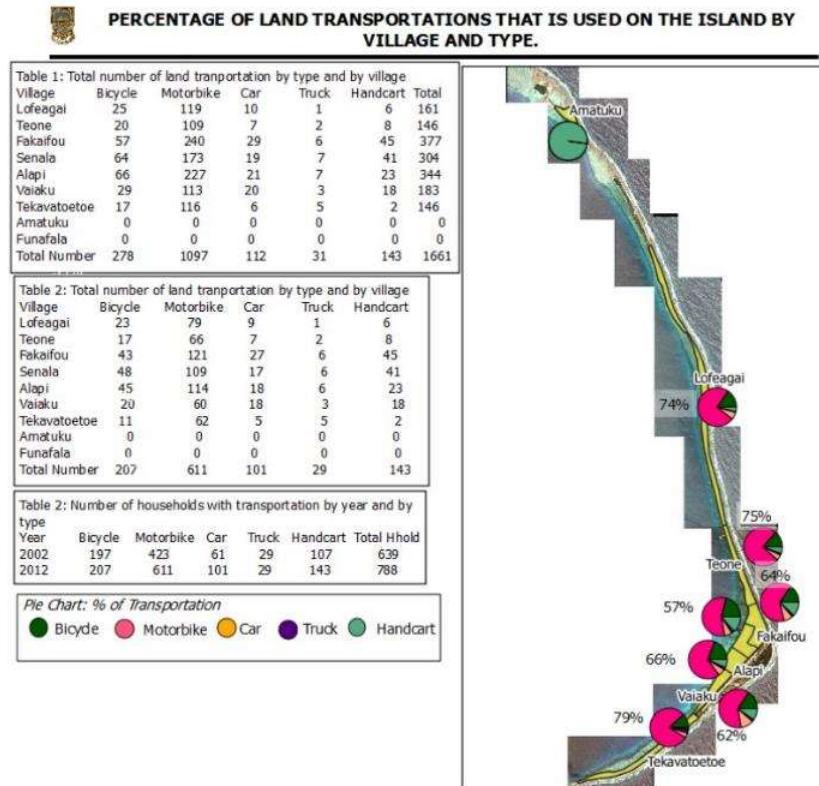 PERCENTAGE OF LAND TRANSPORTATIONS THAT IS USED ON THE ISLAND BY
VILLAGE AND TYPE.
Table 1: Total number of land tranportation by type and by village
Village Bicycle Motorbike Car Truck Handcart Total
Lofeagai 25 119 10 1 6 161
Teone 20 109 7 2 8 146
Fakaifou 57 240 29 6 45 377
Senala 64 173 19 7 41 304
Alapi 66 227 21 7 23 344
Vaiaku 29 113 20 3 18 183
Tekavatoetoe 17 116 6 5 2 146
Amatuku 0 0 0 0 0 0
Funafala 0 0 0 0 0 0
Total Number 278 1097 112 31 143 1661
Table 2: Total number of land tranportation by type and by village
Village Bicycle Motorbike Car Truck Handcart
Lofeagai 23 79 9 1 6
Teone 17 66 7 2 8
Fakaifou 43 121 27 6 45
Senala 48 109 17 6 41
Alapi 45 114 18 6 23
Vaiaku 20 60 18 3 18
Tekavatoetoe 11 62 5 5 2
Amatuku 0 0 0 0 0
Funafala 0 0 0 0 0
Total Number 207 611 101 29 143
Table 2: Number of households with transportation by year and by
type
Year Bicycle Motorbike Car Truck Handcart Total Hhold
2002 197 423 61 29 107 639
2012 207 611 101 29 143 788
Pie Chart: % of Transportation
Bicycle Motorbike Car Truck Handcart
Amatuku
Lofeagai
74%
75%
Teone
64%
57%
Fakaifou
66%
Alapi
Vaiaku
79%
62%
Tekavatoetoe